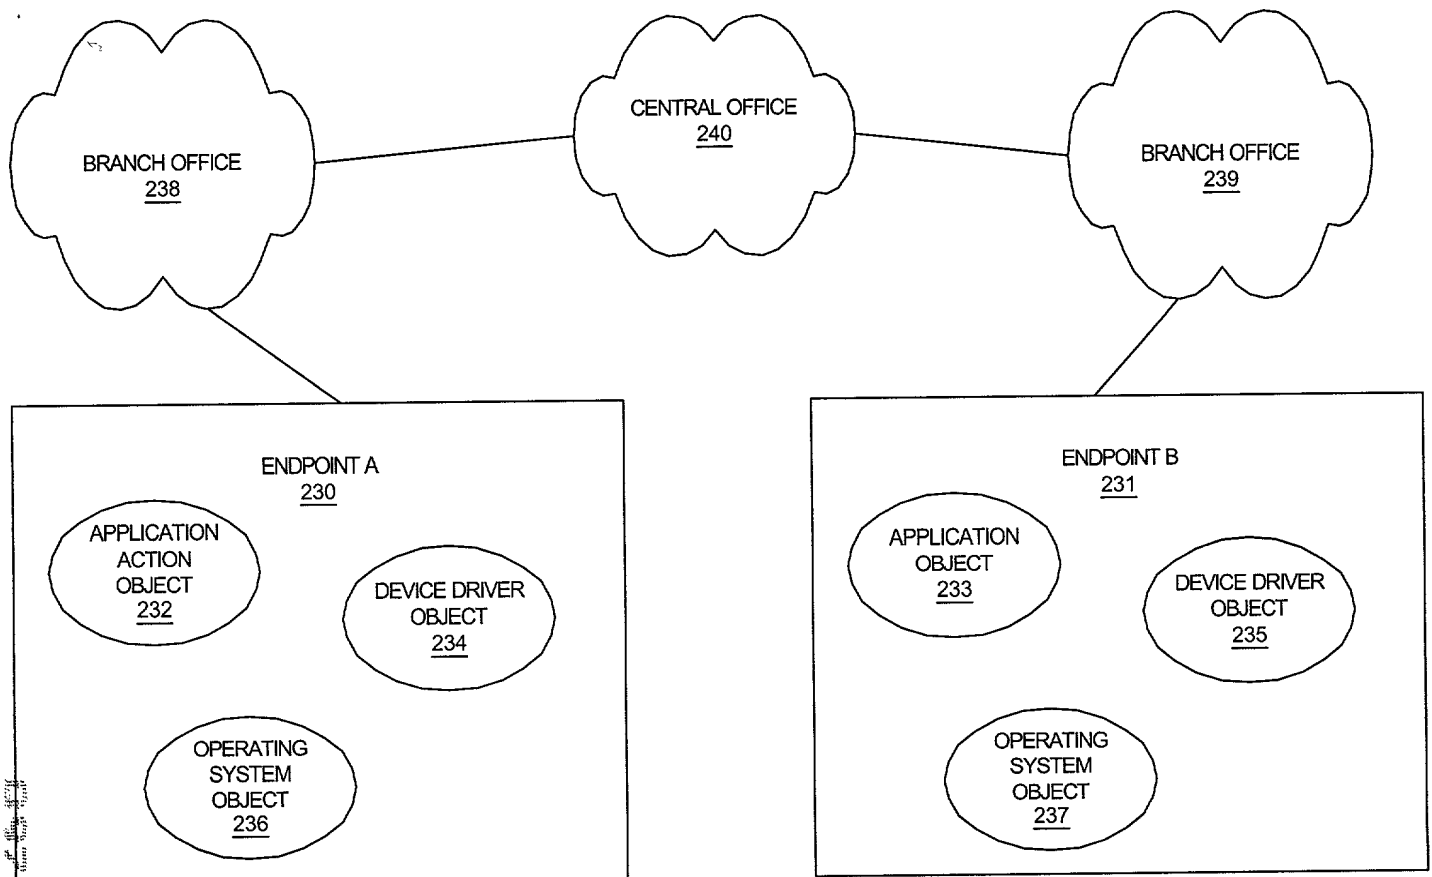 CENTRAL OFFICE
240
BRANCH OFFICE
238
BRANCH OFFICE
239
ENDPOINT A
230
APPLICATION
ACTION
OBJECT
232
DEVICE DRIVER
OBJECT
234
OPERATING
SYSTEM
OBJECT
236
ENDPOINT B
231
APPLICATION
OBJECT
233
DEVICE DRIVER
OBJECT
235
OPERATING
SYSTEM
OBJECT
237